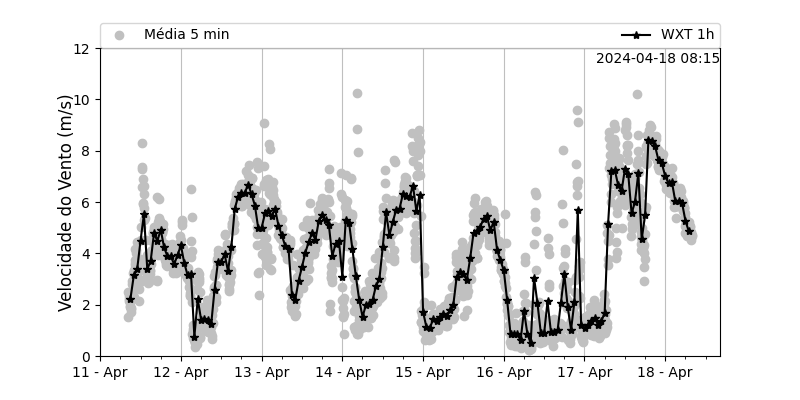 Média 5 min
WXT 1h
2024-04-18 08:15
Velocidade do Vento (m/s)
12
10
8
6
4
2
0
11 - Apr
12 - Apr
13 - Apr
14 - Apr
15 - Apr
16 - Apr
17 - Apr
18 - Apr